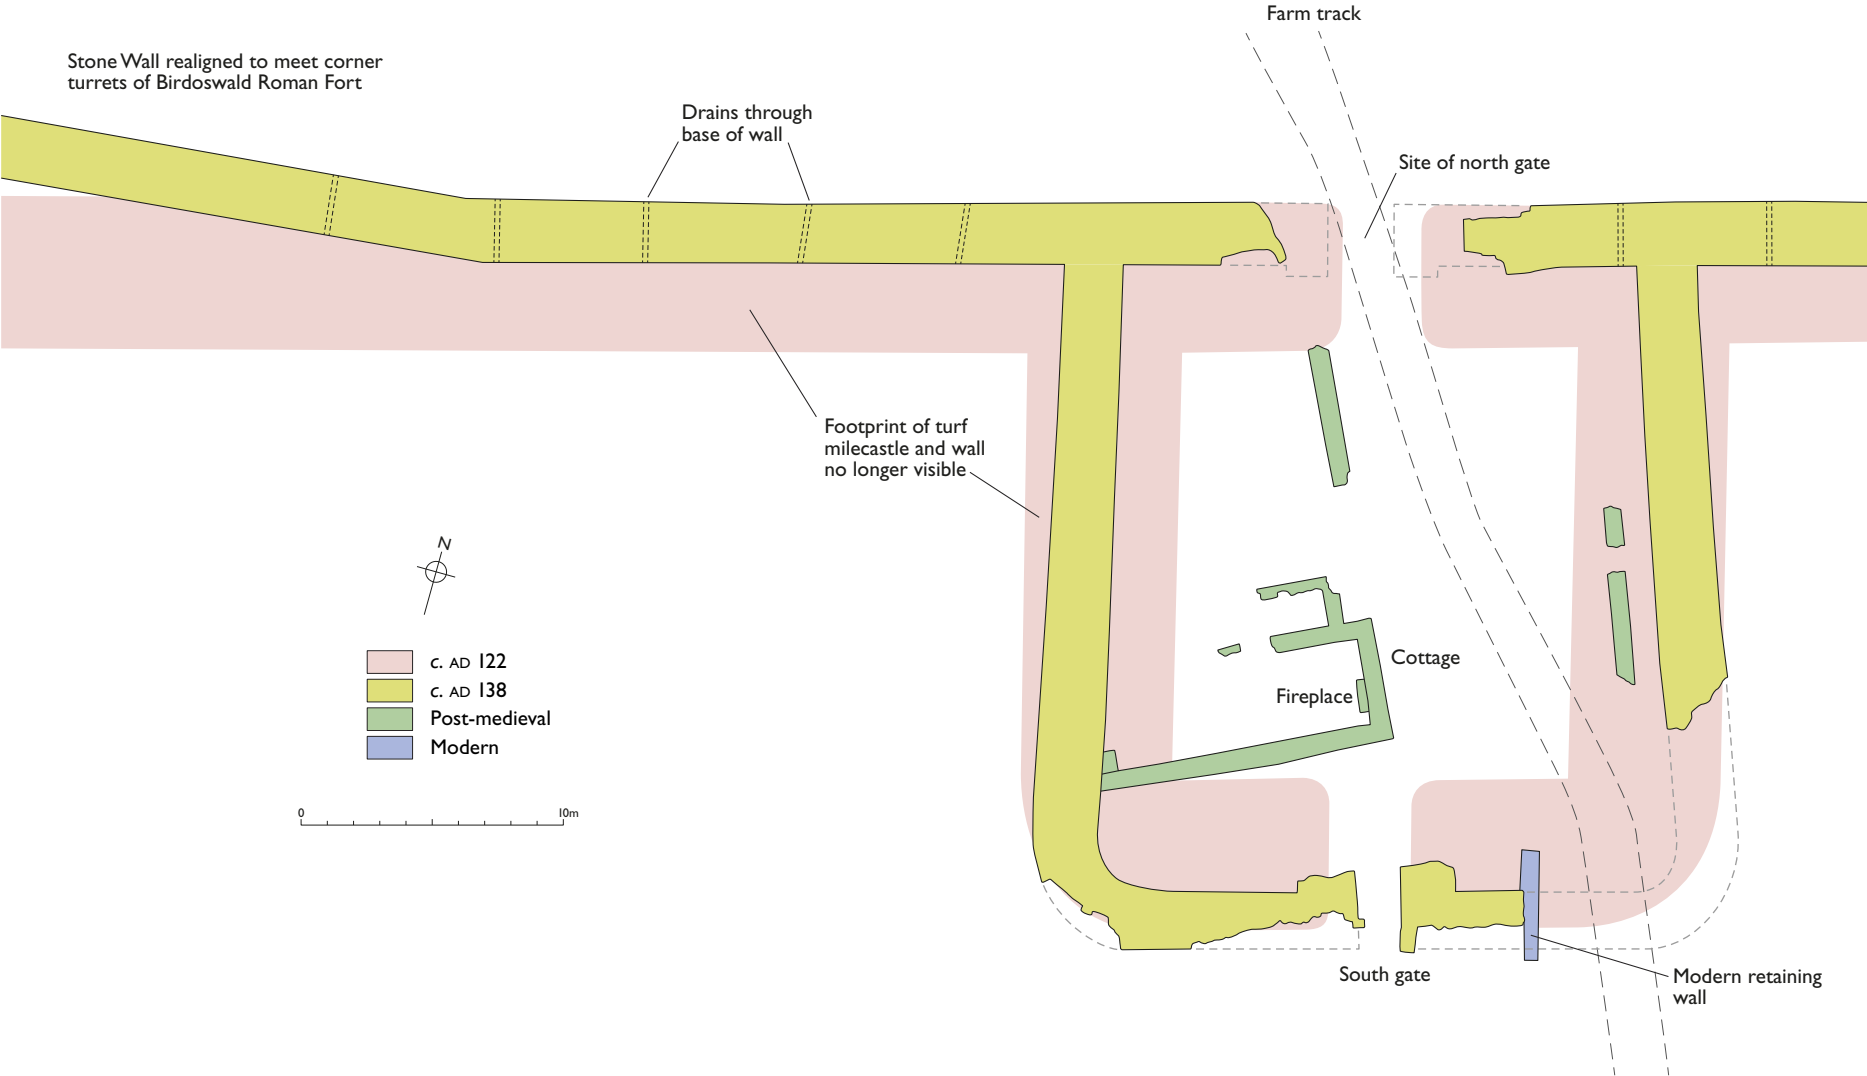 Farm track
Stone Wall realigned to meet corner
turrets of Birdoswald Roman Fort
Drains through
base of wall
Site of north gate
Footprint of turf
milecastle and wall
no longer visible
N
c. AD 122
c. AD 138
Post-medieval
Modern
0
10m
Cottage
Fireplace
South gate
Modern retaining
wall